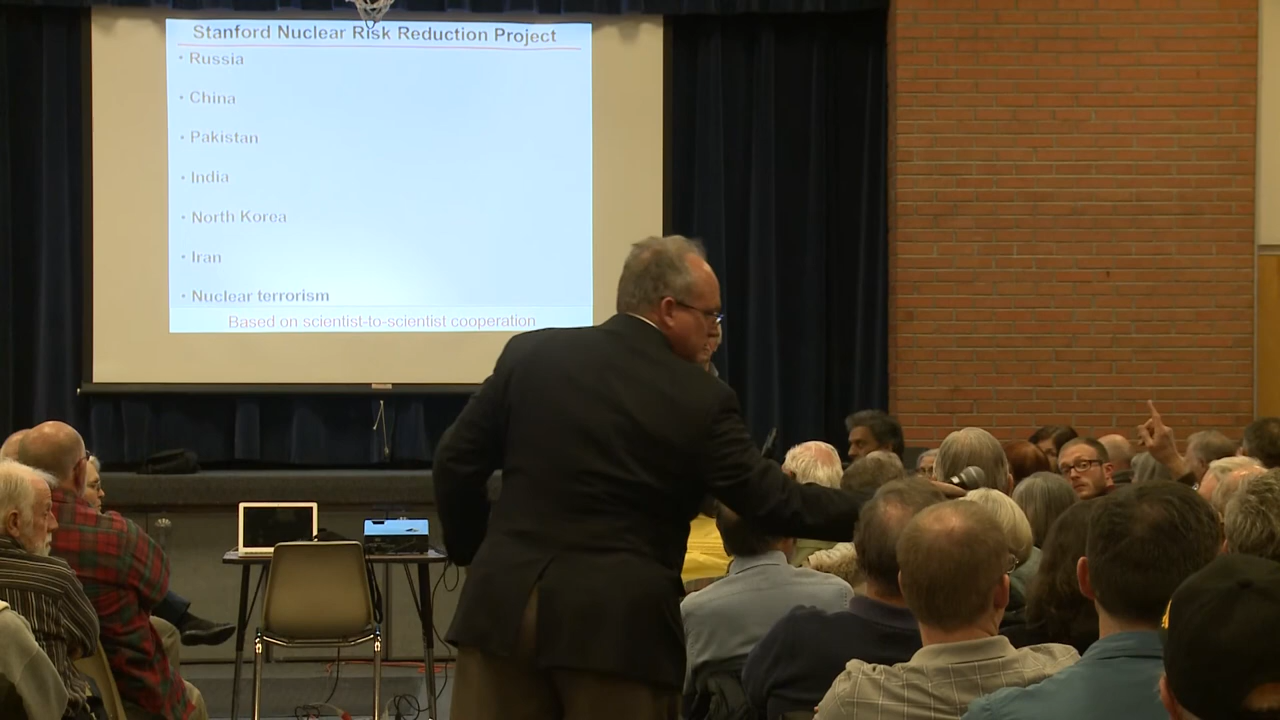 Stanford Nuclear Risk Reduction Project
• Russia
• China
• Pakistan
• India
• North Korea
• Iran
• Nuclear terrorism
Based on scientist-to-scientist cooperation